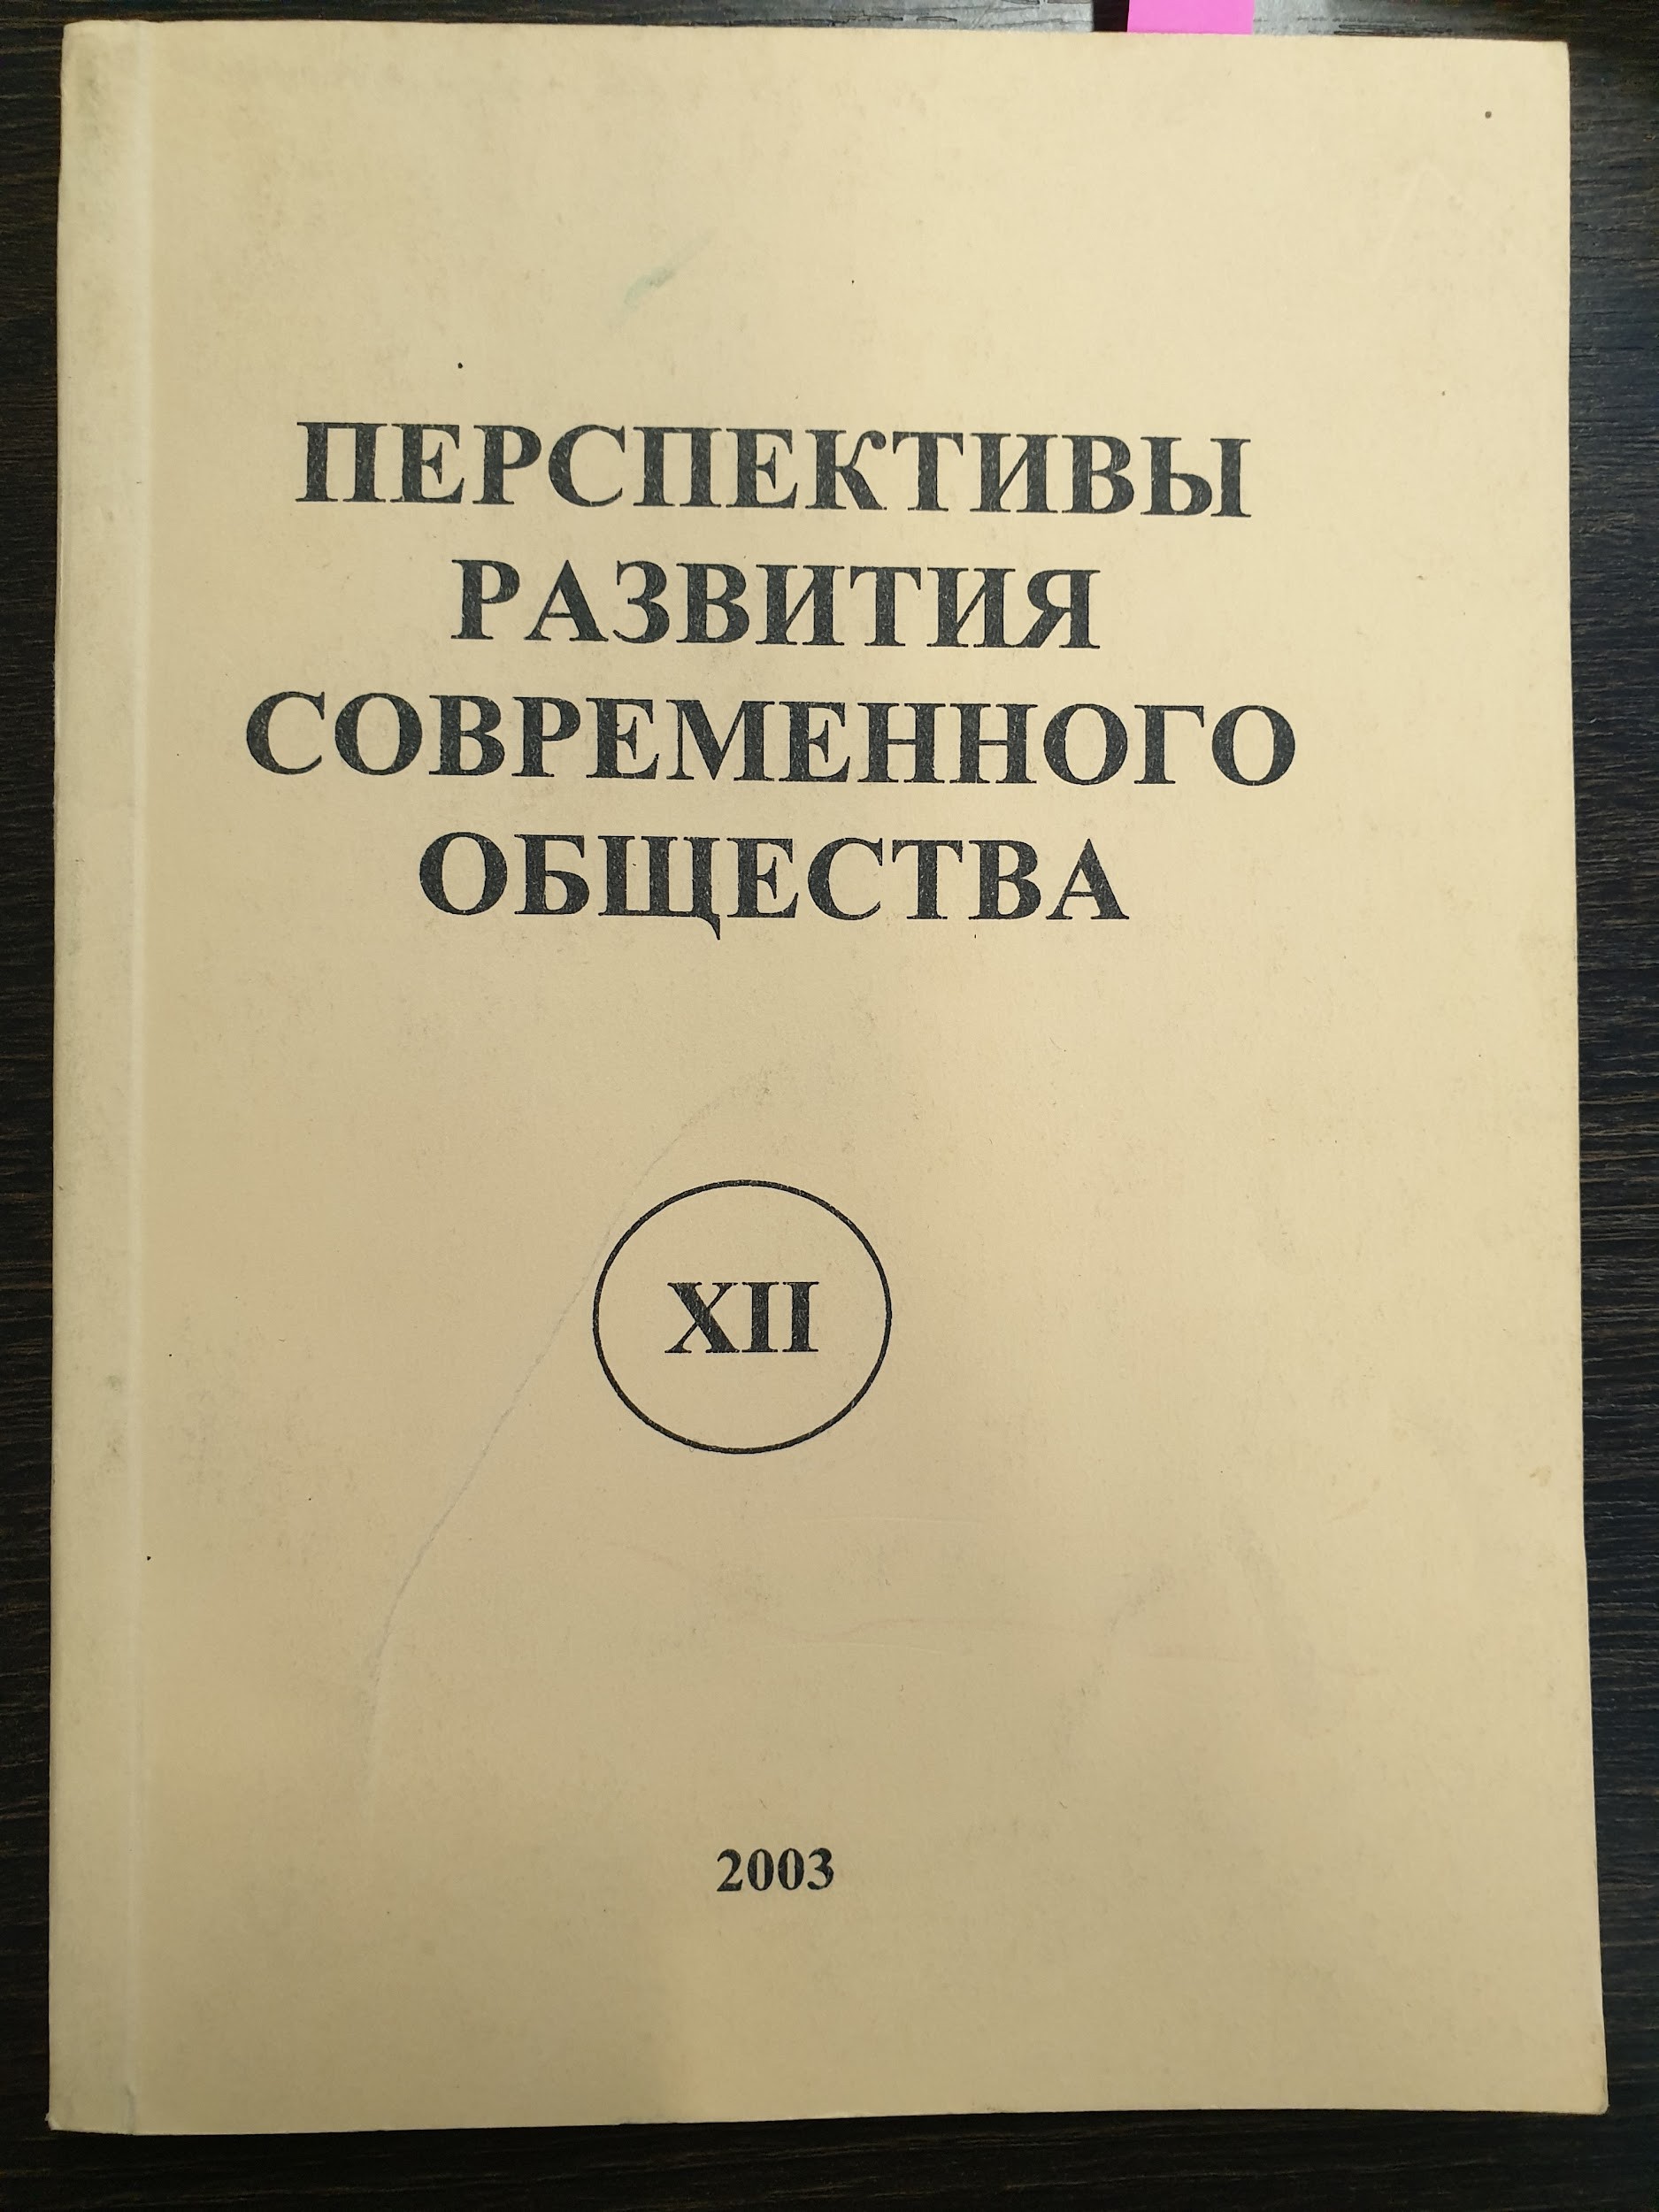 ПЕРСПЕКТИВЫ
РАЗВИТИЯ
СОВРЕМЕННОГО
ОБЩЕСТВА
XII
2003